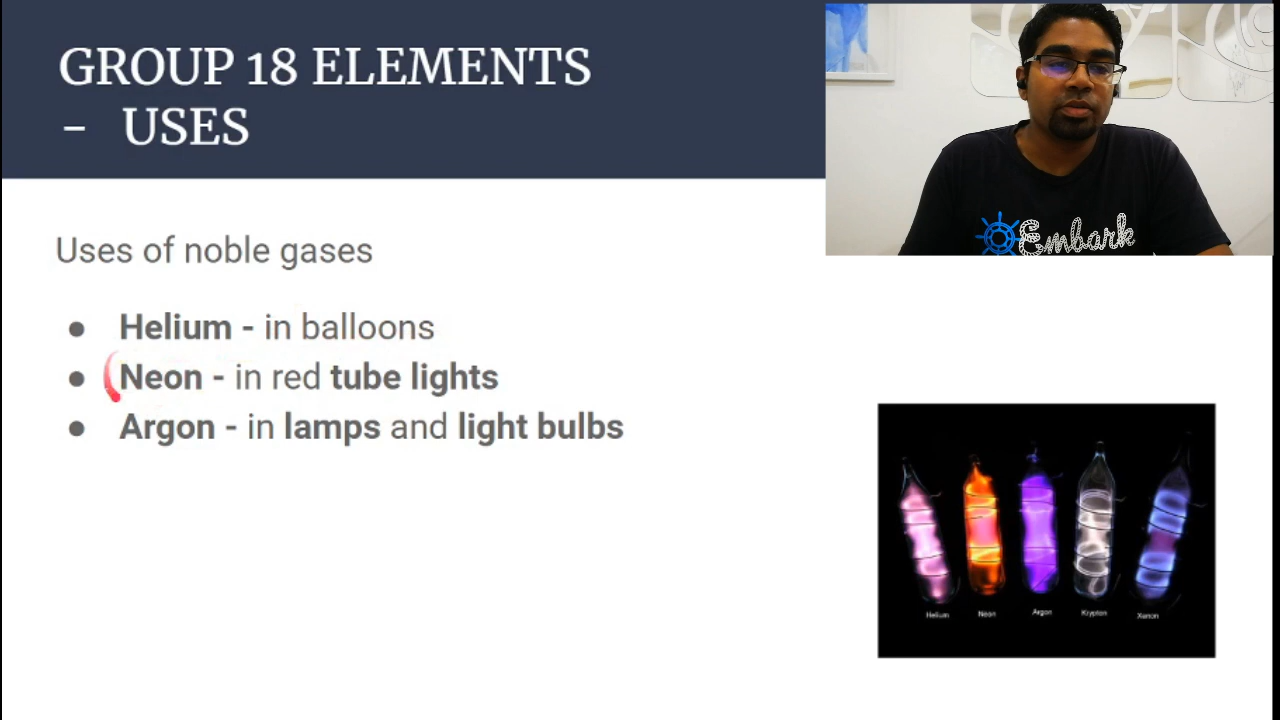 GROUP 18 ELEMENTS
- USES
Embark
Uses of noble gases
● Helium - in balloons
● Neon - in red tube lights
● Argon - in lamps and light bulbs
Helium Neon Argon Krypton Xenon